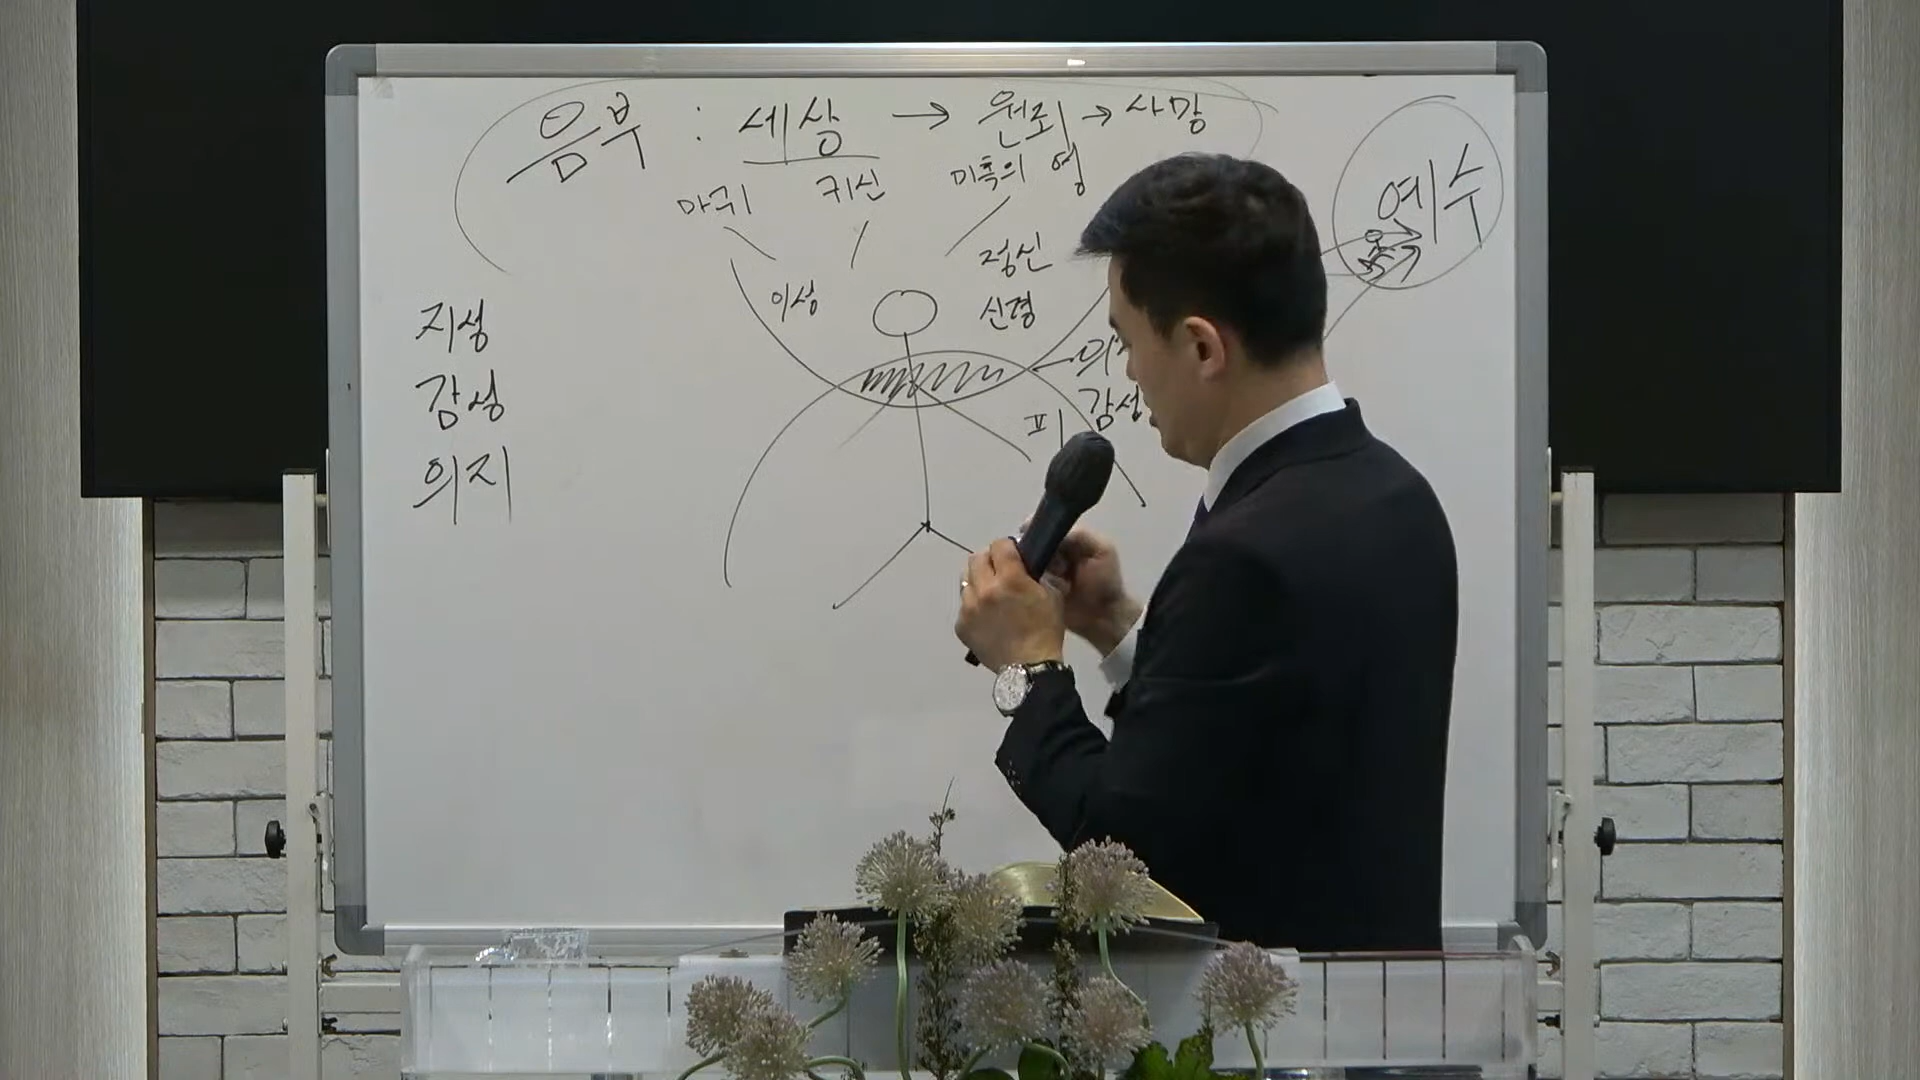 음부 : 세상 → 원죄 → 사망
마귀 귀신 미혹의 영
예수
정신
이성 신경
지성
감성
의지
감성
피